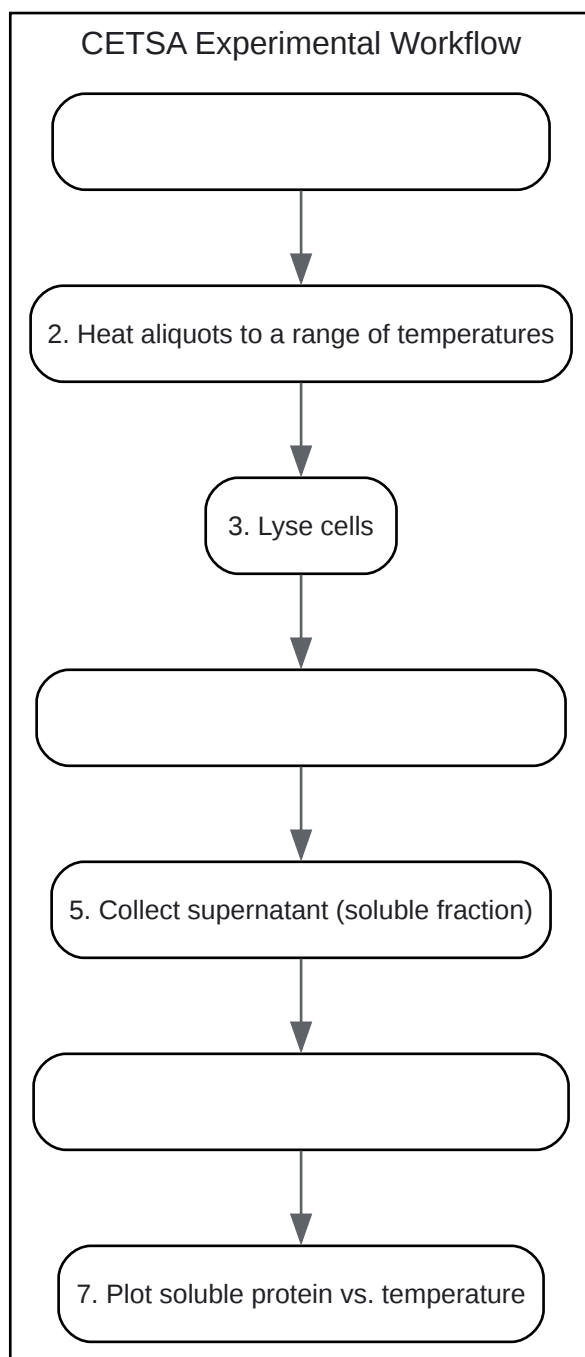 CETSA Experimental Workflow
2. Heat aliquots to a range of temperatures
3. Lyse cells
5. Collect supernatant (soluble fraction)
7. Plot soluble protein vs. temperature